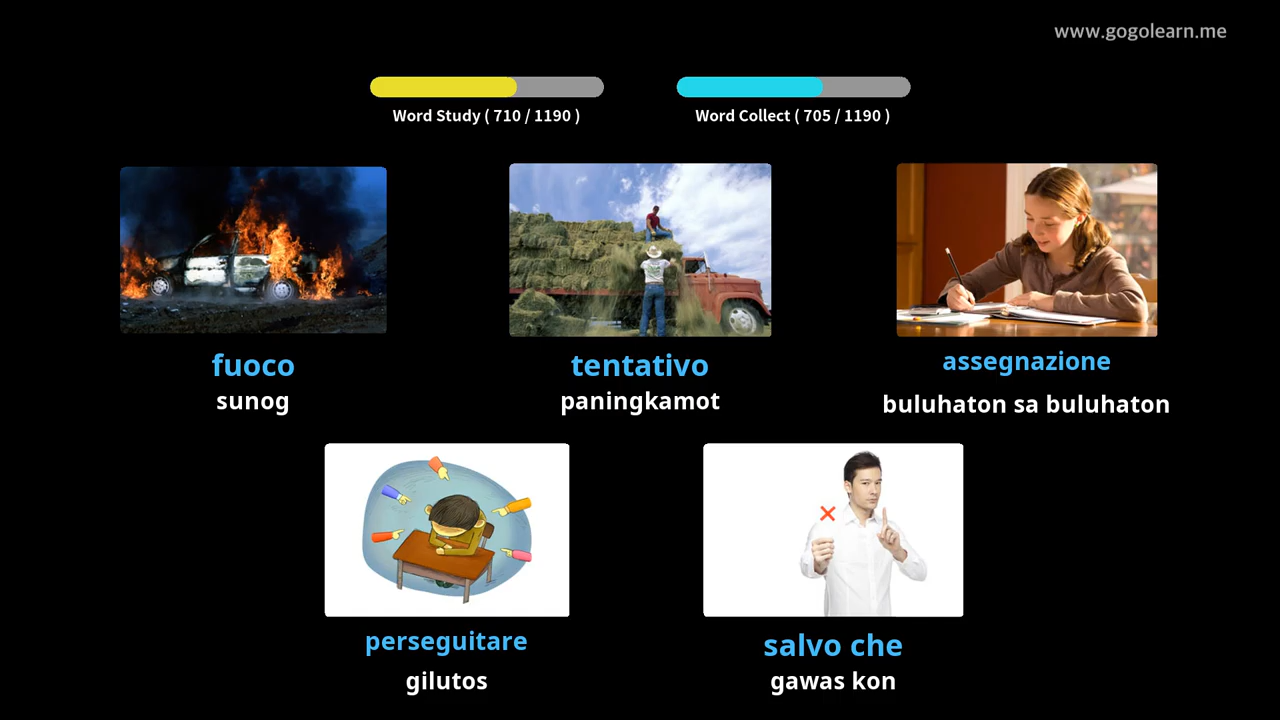 www.gogolearn.me
Word Study ( 710 / 1190 )
Word Collect ( 705 / 1190 )
fuoco
sunog
tentativo
paningkamot
assegnazione
buluhaton sa buluhaton
perseguitare
gilutos
salvo che
gawas kon